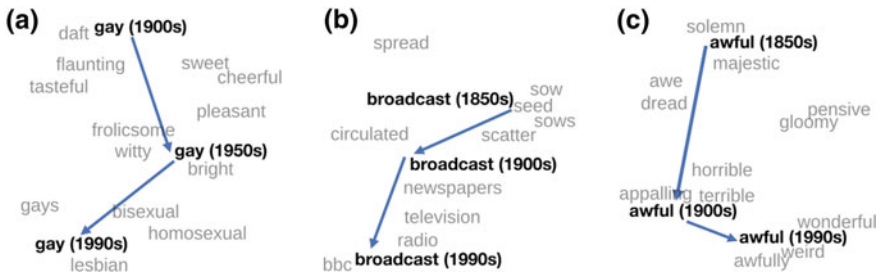 (a)
gay (1900s)
daft
flaunting
sweet
tasteful
cheerful
pleasant
frolicsome
witty
gay (1950s)
bright
gays
bisexual
homosexual
gay (1990s)
lesbian
(b)
spread
sow
broadcast (1850s)
seed
sows
circulated
scatter
broadcast (1900s)
newspapers
television
radio
bbc
broadcast (1990s)
(c)
solemn
awful (1850s)
majestic
awe
dread
pensive
gloomy
horrible
appalling
terrible
awful (1900s)
wonderful
awful (1990s)
weird
awfully